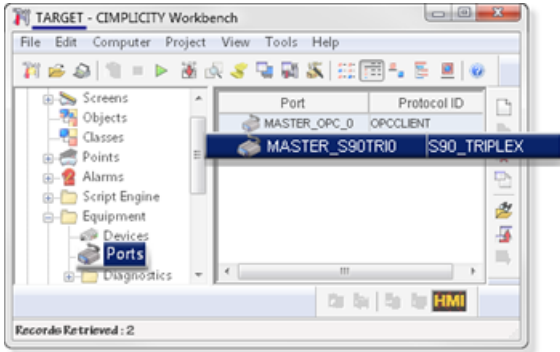 TARGET - CIMPLICITY Workbench
File Edit Computer Project View Tools Help
Screens
Objects
Classes
Points
Alarms
Script Engine
Equipment
Devices
Ports
Diagnostics
Port Protocol ID
MASTER_OPC_0 OPCCLIENT
MASTER_S90TRI0 S90_TRIPLEX
HMI
Records Retrieved : 2